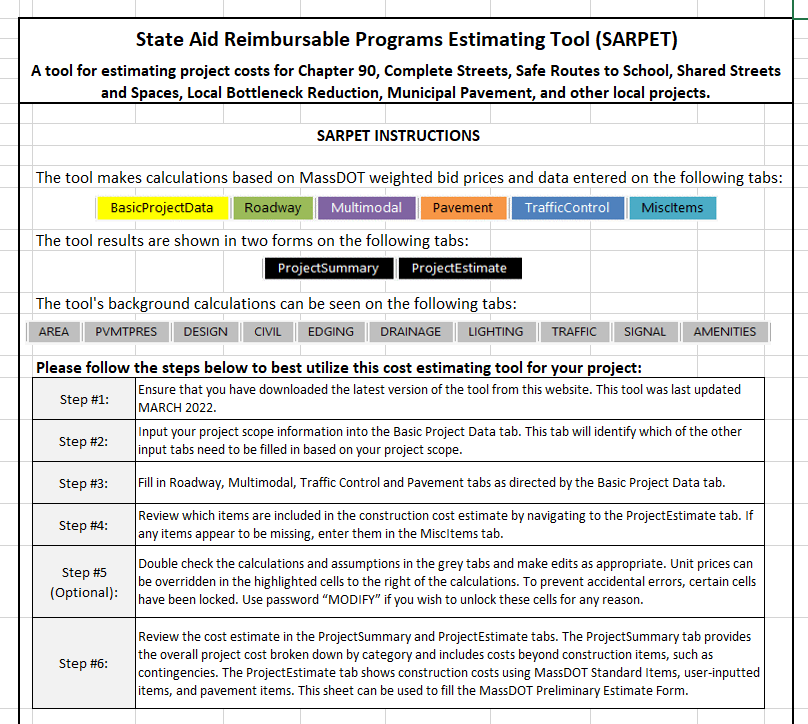 State Aid Reimbursable Programs Estimating Tool (SARPET)
A tool for estimating project costs for Chapter 90, Complete Streets, Safe Routes to School, Shared Streets
and Spaces, Local Bottleneck Reduction, Municipal Pavement, and other local projects.
SARPET INSTRUCTIONS
The tool makes calculations based on MassDOT weighted bid prices and data entered on the following tabs:
BasicProjectData Roadway Multimodal Pavement TrafficControl MiscItems
The tool results are shown in two forms on the following tabs:
ProjectSummary ProjectEstimate
The tool's background calculations can be seen on the following tabs:
AREA PVMTPRES DESIGN CIVIL EDGING DRAINAGE LIGHTING TRAFFIC SIGNAL AMENITIES
Please follow the steps below to best utilize this cost estimating tool for your project:
Step #1:
Ensure that you have downloaded the latest version of the tool from this website. This tool was last updated
MARCH 2022.
Step #2:
Input your project scope information into the Basic Project Data tab. This tab will identify which of the other
input tabs need to be filled in based on your project scope.
Step #3:
Fill in Roadway, Multimodal, Traffic Control and Pavement tabs as directed by the Basic Project Data tab.
Step #4:
Review which items are included in the construction cost estimate by navigating to the ProjectEstimate tab. If
any items appear to be missing, enter them in the MiscItems tab.
Step #5
(Optional):
Double check the calculations and assumptions in the grey tabs and make edits as appropriate. Unit prices can
be overridden in the highlighted cells to the right of the calculations. To prevent accidental errors, certain cells
have been locked. Use password “MODIFY” if you wish to unlock these cells for any reason.
Step #6:
Review the cost estimate in the ProjectSummary and ProjectEstimate tabs. The ProjectSummary tab provides
the overall project cost broken down by category and includes costs beyond construction items, such as
contingencies. The ProjectEstimate tab shows construction costs using MassDOT Standard Items, user-inputted
items, and pavement items. This sheet can be used to fill the MassDOT Preliminary Estimate Form.